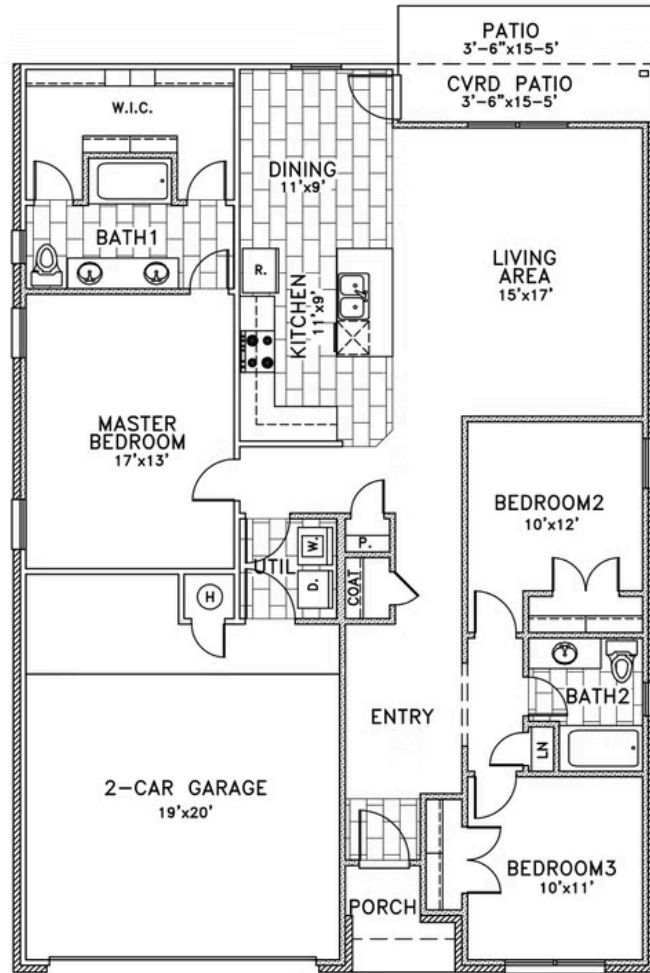 PATIO
3'-6"x15-5'
CVRD PATIO
3'-6"x15-5'
W.I.C.
DINING
11'x9'
BATH1
LIVING
AREA
15'x17'
R.
KITCHEN
11'x9'
MASTER
BEDROOM
17'x13'
BEDROOM2
10'x12'
W.
P.
UTIL
D.
COAT
H
BATH2
ENTRY
LN
2-CAR GARAGE
19'x20'
BEDROOM3
10'x11'
PORCH